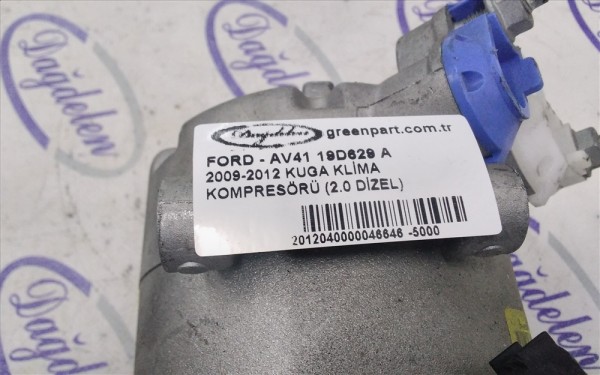 Dağdelen
Dağdelen
Dağdelen
greenpart.com.tr
FORD - AV41 19D629 A
2009-2012 KUGA KLİMA
KOMPRESÖRÜ (2.0 DİZEL)
2012040000046646 -5000
Dağdelen
Dağdelen